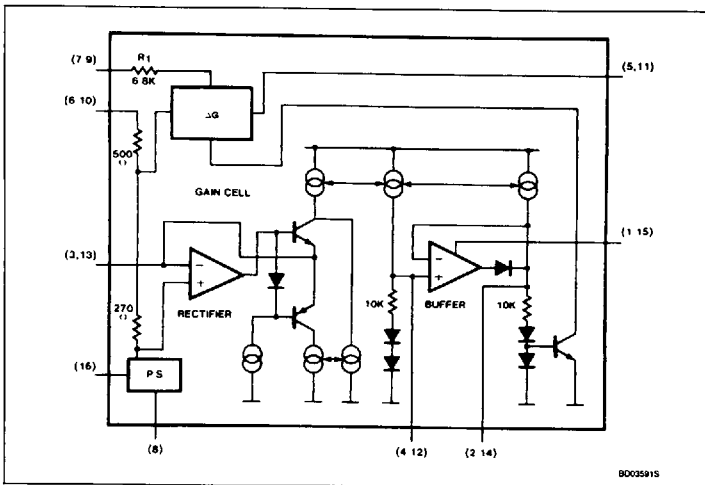 (7 9)
R1
6 8K
(5,11)
(6 10)
ΔG
500
()
GAIN CELL
(3,13)
(1 15)
−
+
−
+
RECTIFIER
10K
BUFFER
10K
270
()
(16)
P S
(8)
(4 12)
(2 14)
BD03591S